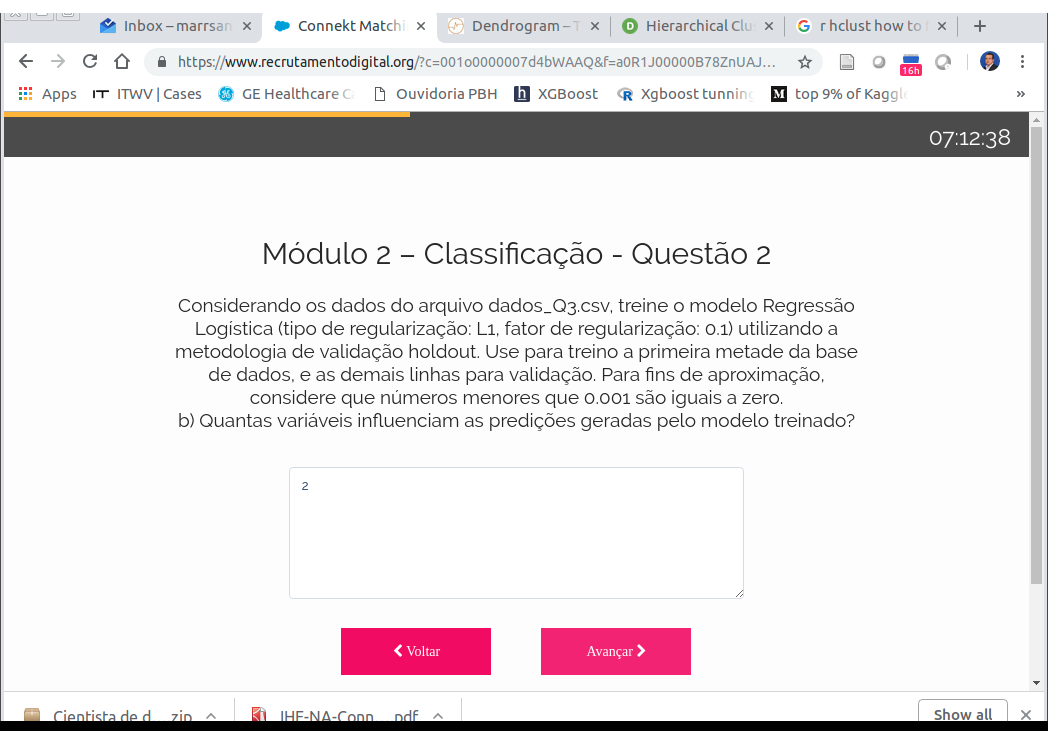 Inbox – marrsan
Connekt Matchi
Dendrogram – T
Hierarchical Clu
r hclust how to
https://www.recrutamentodigital.org/?c=001o0000007d4bWAAQ&f=a0R1J00000B78ZnUAJ...
16h
Apps
ITWV | Cases
GE Healthcare C
Ouvidoria PBH
XGBoost
Xgboost tunning
top 9% of Kaggle
»
07:12:38
Módulo 2 – Classificação - Questão 2
Considerando os dados do arquivo dados_Q3.csv, treine o modelo Regressão
Logística (tipo de regularização: L1, fator de regularização: 0.1) utilizando a
metodologia de validação holdout. Use para treino a primeira metade da base
de dados, e as demais linhas para validação. Para fins de aproximação,
considere que números menores que 0.001 são iguais a zero.
b) Quantas variáveis influenciam as predições geradas pelo modelo treinado?
2
Voltar
Avançar
Cientista de d....zip
IHF-NA-Conn....pdf
Show all